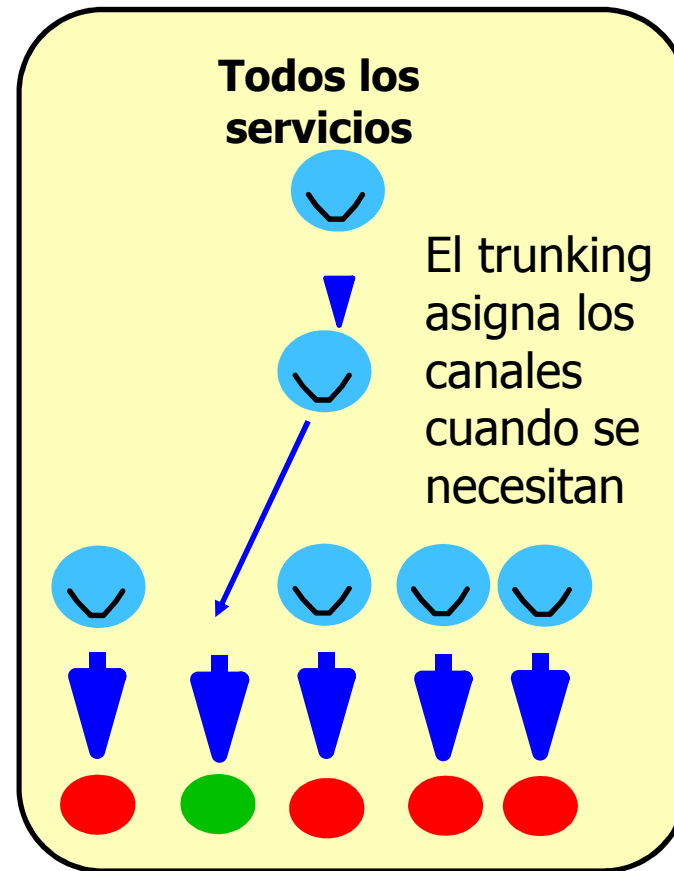 Todos los
servicios
El trunking
asigna los
canales
cuando se
necesitan